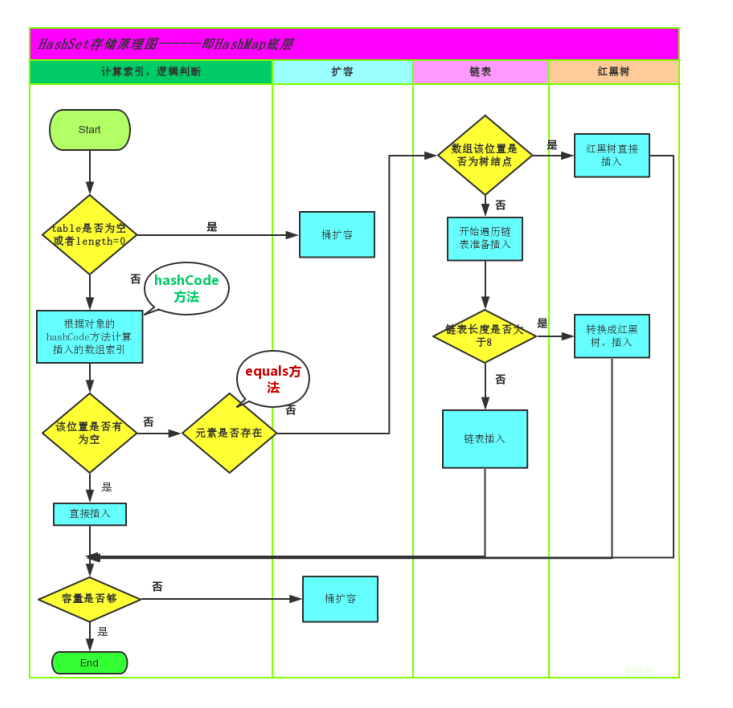 HashSet存储原理图------即HashMap底层
计算索引, 逻辑判断
扩容
链表
红黑树
Start
table是否为空
或者length=0
是
桶扩容
否
hashCode
方法
根据对象的
hashCode方法计算
插入的数组索引
该位置是否有
为空
否
元素是否存在
equals方
法
否
是
直接插入
容量是否够
否
桶扩容
是
End
数组该位置是
否为树结点
是
红黑树直接
插入
否
开始遍历链
表准备插入
链表长度是否大
于8
是
转换成红黑
树, 插入
否
链表插入